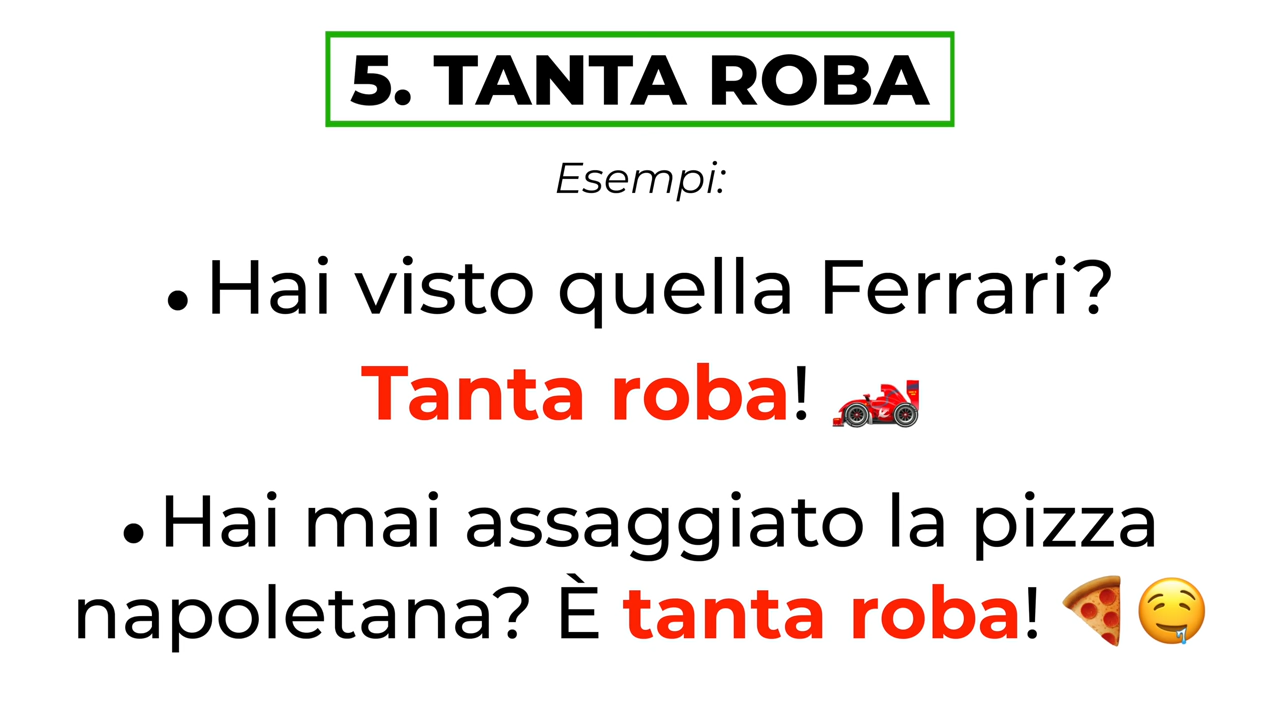 5. TANTA ROBA
Esempi:
• Hai visto quella Ferrari?
Tanta roba! 🏎️
• Hai mai assaggiato la pizza
napoletana? È tanta roba! 🍕🤤